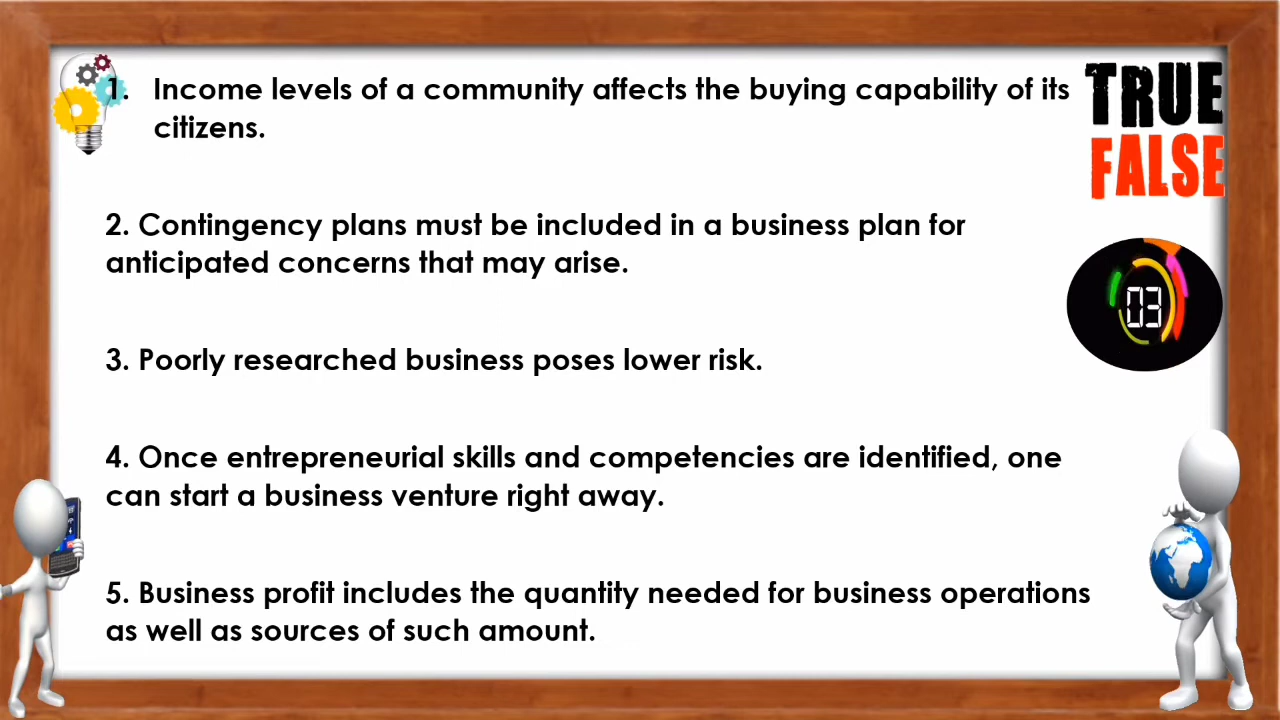 1. Income levels of a community affects the buying capability of its
citizens.
TRUE
FALSE
2. Contingency plans must be included in a business plan for
anticipated concerns that may arise.
03
3. Poorly researched business poses lower risk.
4. Once entrepreneurial skills and competencies are identified, one
can start a business venture right away.
5. Business profit includes the quantity needed for business operations
as well as sources of such amount.